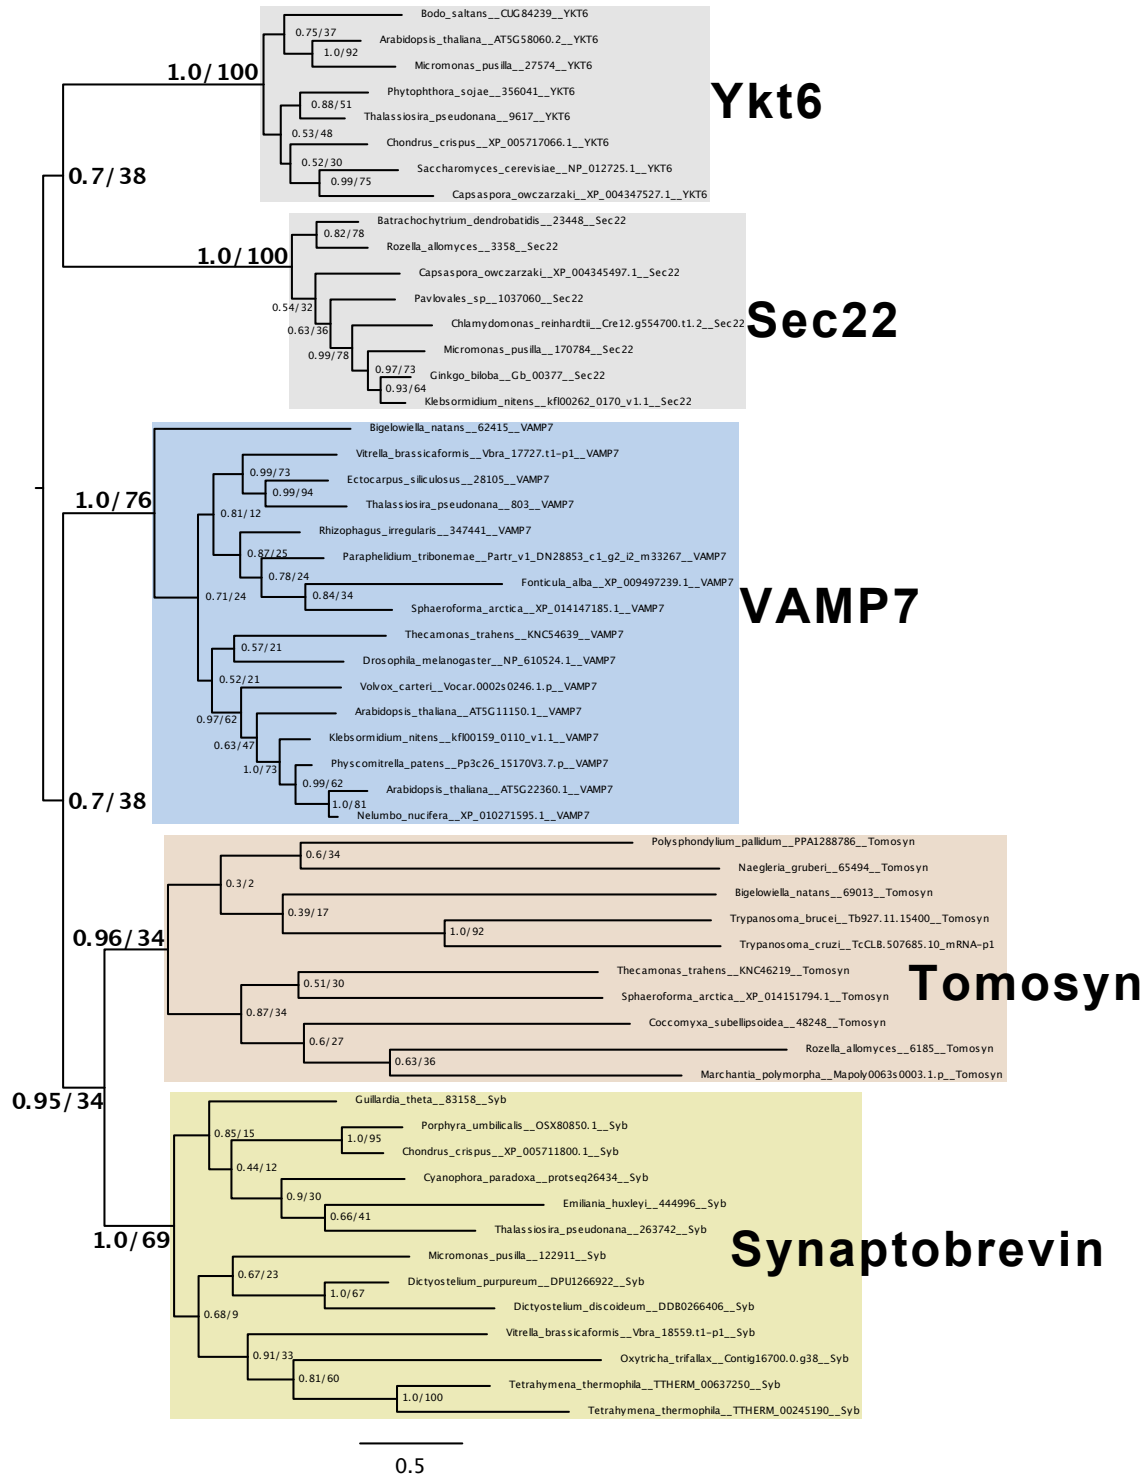 Bodo_saltans__CUG84239__YKT6
0.75/37
Arabidopsis_thaliana__AT5G58060.2__YKT6
1.0/92
Micromonas_pusilla__27574__YKT6
1.0/100
Phytophthora_sojae__356041__YKT6
Ykt6
0.88/51
Thalassiosira_pseudonana__9617__YKT6
0.53/48
Chondrus_crispus__XP_005717066.1__YKT6
0.52/30
Saccharomyces_cerevisiae__NP_012725.1__YKT6
0.7/38
0.99/75
Capsaspora_owczarzaki__XP_004347527.1__YKT6
Batrachochytrium_dendrobatidis__23448__Sec22
0.82/78
Rozella_allomyces__3358__Sec22
1.0/100
Capsaspora_owczarzaki__XP_004345497.1__Sec22
Pavlovales_sp__1037060__Sec22
0.54/32
Sec22
Chlamydomonas_reinhardtii__Cre12.g554700.t1.2__Sec22
0.63/36
Micromonas_pusilla__170784__Sec22
0.99/78
0.97/73
Ginkgo_biloba__Gb_00377__Sec22
0.93/64
Klebsormidium_nitens__kfl00262_0170_v1.1__Sec22
Bigelowiella_natans__62415__VAMP7
Vitrella_brassicaformis__Vbra_17727.t1-p1__VAMP7
0.99/73
Ectocarpus_siliculosus__28105__VAMP7
0.99/94
1.0/76
Thalassiosira_pseudonana__803__VAMP7
0.81/12
Rhizophagus_irregularis__347441__VAMP7
0.87/25
Paraphelidium_tribonemae__Partr_v1_DN28853_c1_g2_i2_m33267__VAMP7
0.78/24
Fonticula_alba__XP_009497239.1__VAMP7
0.71/24
0.84/34
VAMP7
Sphaeroforma_arctica__XP_014147185.1__VAMP7
Thecamonas_trahens__KNC54639__VAMP7
0.57/21
Drosophila_melanogaster__NP_610524.1__VAMP7
0.52/21
Volvox_carteri__Vocar.0002s0246.1.p__VAMP7
Arabidopsis_thaliana__AT5G11150.1__VAMP7
0.97/62
Klebsormidium_nitens__kfl00159_0110_v1.1__VAMP7
0.63/47
Physcomitrella_patens__Pp3c26_15170V3.7.p__VAMP7
1.0/73
0.99/62
Arabidopsis_thaliana__AT5G22360.1__VAMP7
0.7/38
1.0/81
Nelumbo_nucifera__XP_010271595.1__VAMP7
Polysphondylium_pallidum__PPA1288786__Tomosyn
0.6/34
Naegleria_gruberi__65494__Tomosyn
0.3/2
Bigelowiella_natans__69013__Tomosyn
0.39/17
Trypanosoma_brucei__Tb927.11.15400__Tomosyn
1.0/92
0.96/34
Trypanosoma_cruzi__TcCLB.507685.10_mRNA-p1
Thecamonas_trahens__KNC46219__Tomosyn
0.51/30
Tomosyn
Sphaeroforma_arctica__XP_014151794.1__Tomosyn
0.87/34
Coccomyxa_subellipsoidea__48248__Tomosyn
0.6/27
Rozella_allomyces__6185__Tomosyn
0.63/36
Marchantia_polymorpha__Mapoly0063s0003.1.p__Tomosyn
0.95/34
Guillardia_theta__83158__Syb
Porphyra_umbilicalis__OSX80850.1__Syb
0.85/15
1.0/95
Chondrus_crispus__XP_005711800.1__Syb
0.44/12
Cyanophora_paradoxa__protseq26434__Syb
0.9/30
Emiliania_huxleyi__444996__Syb
0.66/41
Thalassiosira_pseudonana__263742__Syb
1.0/69
Synaptobrevin
Micromonas_pusilla__122911__Syb
0.67/23
Dictyostelium_purpureum__DPU1266922__Syb
1.0/67
Dictyostelium_discoideum__DDB0266406__Syb
0.68/9
Vitrella_brassicaformis__Vbra_18559.t1-p1__Syb
0.91/33
Oxytricha_trifallax__Contig16700.0.g38__Syb
0.81/60
Tetrahymena_thermophila__TTHERM_00637250__Syb
1.0/100
Tetrahymena_thermophila__TTHERM_00245190__Syb
0.5